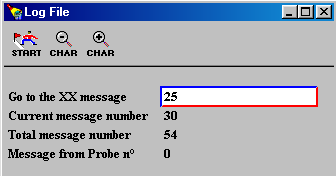 Log File
START CHAR CHAR
Go to the XX message 25
Current message number 30
Total message number 54
Message from Probe n° 0